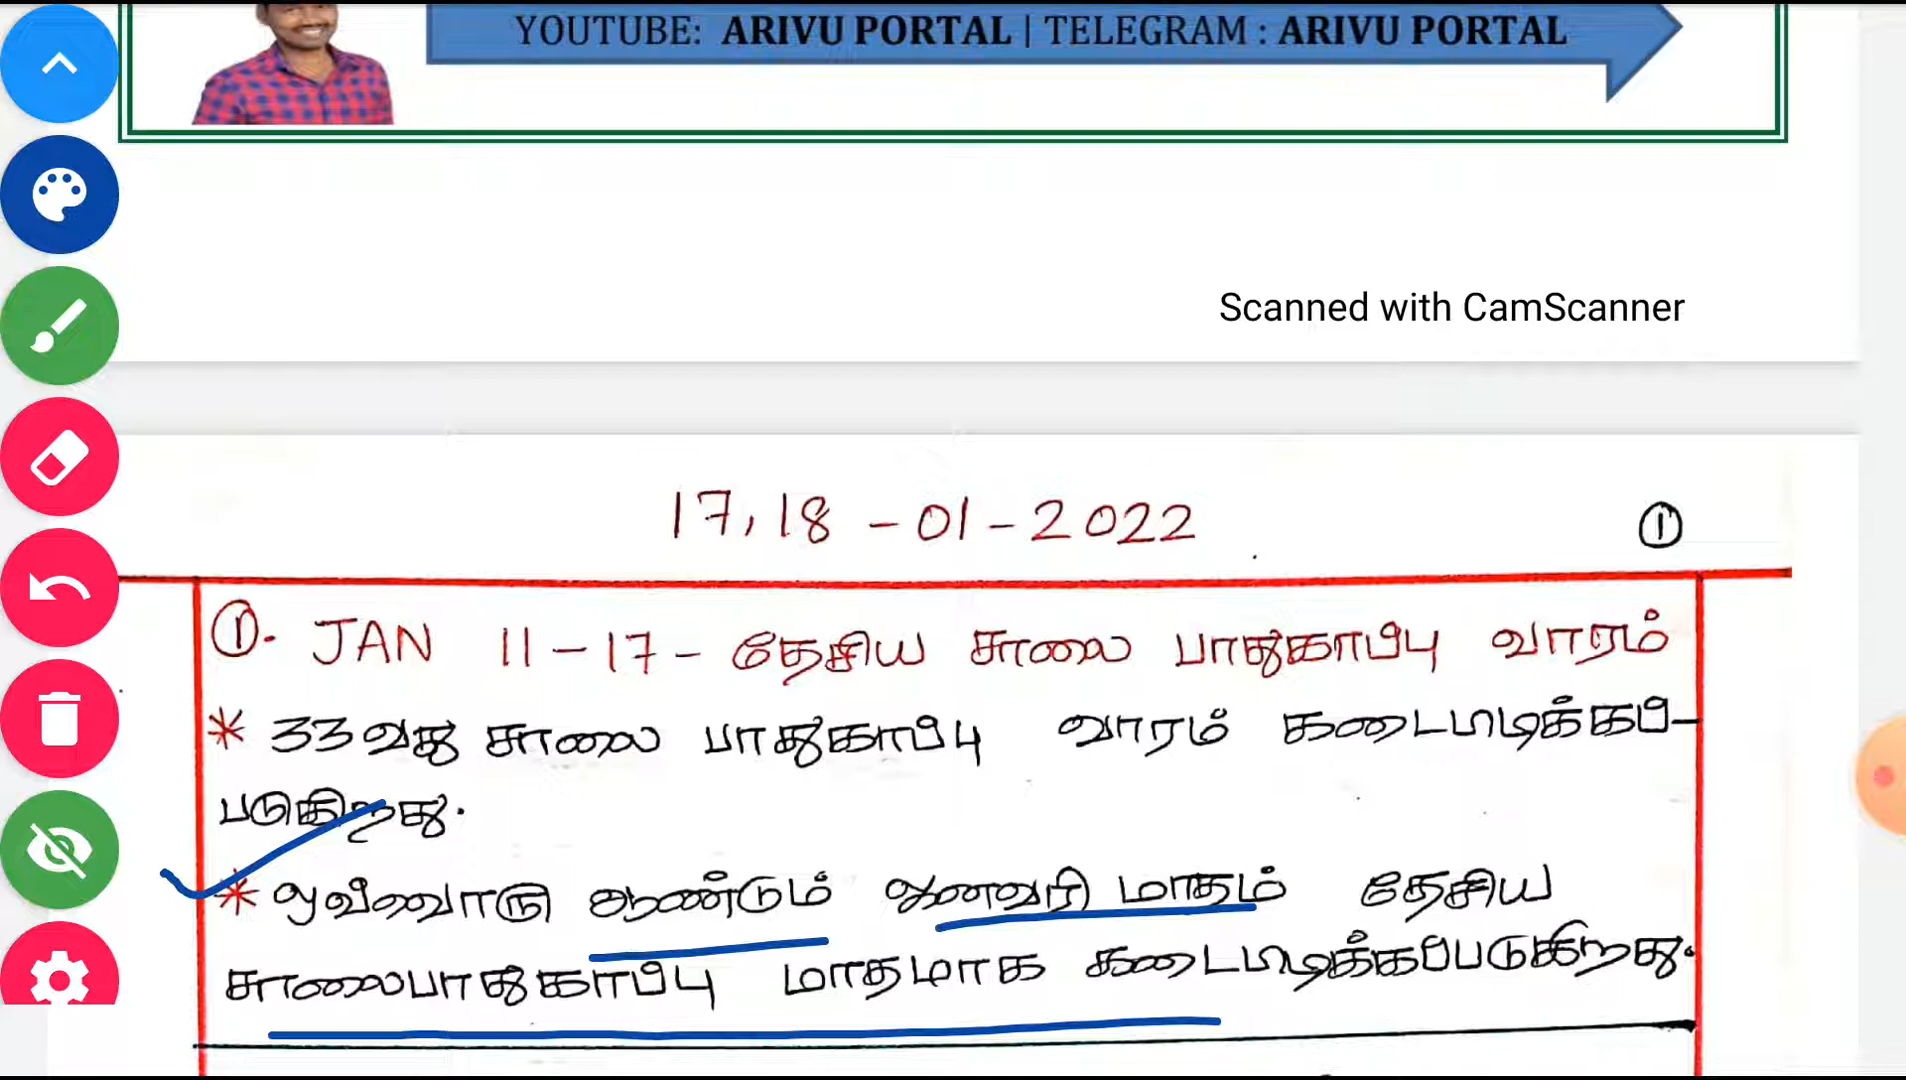 YOUTUBE: ARIVU PORTAL | TELEGRAM : ARIVU PORTAL
Scanned with CamScanner
17, 18 - 01 - 2022
1
1. JAN 11 - 17 - தேசிய சாலை பாதுகாப்பு வாரம்
* 33வது சாலை பாதுகாப்பு வாரம் கடைபிடிக்கப்-
படுகிறது.
* ஒவ்வொரு ஆண்டும் ஜனவரி மாதம் தேசிய
சாலைபாதுகாப்பு மாதமாக கடைபிடிக்கப்படுகிறது.